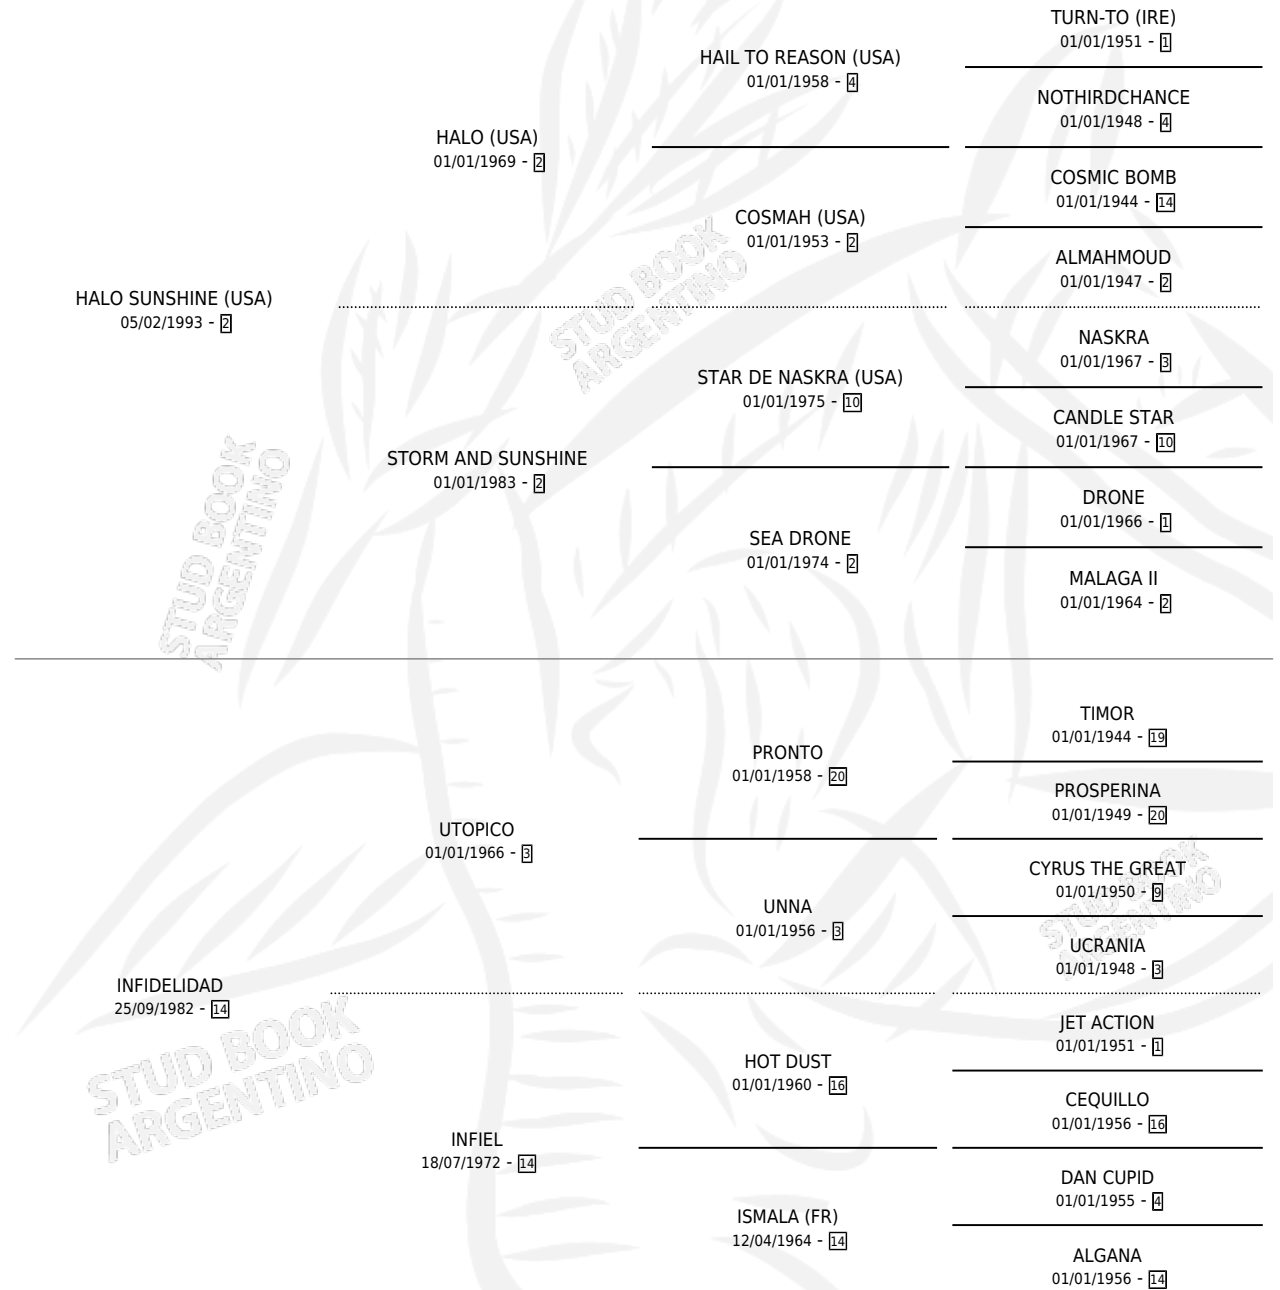 TURN-TO (IRE)
01/01/1951 - 1
HAIL TO REASON (USA)
01/01/1958 - 4
NOTHIRDCHANCE
01/01/1948 - 4
HALO (USA)
01/01/1969 - 2
COSMIC BOMB
01/01/1944 - 14
COSMAH (USA)
01/01/1953 - 2
ALMAHMOUD
01/01/1947 - 2
HALO SUNSHINE (USA)
05/02/1993 - 2
STUD BOOK
ARGENTINO
NASKRA
01/01/1967 - 3
STAR DE NASKRA (USA)
01/01/1975 - 10
CANDLE STAR
01/01/1967 - 10
STORM AND SUNSHINE
01/01/1983 - 2
DRONE
01/01/1966 - 1
SEA DRONE
01/01/1974 - 2
MALAGA II
01/01/1964 - 2
STUD BOOK
ARGENTINO
TIMOR
01/01/1944 - 19
PRONTO
01/01/1958 - 20
PROSPERINA
01/01/1949 - 20
UTOPICO
01/01/1966 - 3
CYRUS THE GREAT
01/01/1950 - 9
UNNA
01/01/1956 - 3
STUD BOOK
ARGENTINO
UCRANIA
01/01/1948 - 3
INFIDELIDAD
25/09/1982 - 14
JET ACTION
01/01/1951 - 1
HOT DUST
01/01/1960 - 16
STUD BOOK
ARGENTINO
CEQUILLO
01/01/1956 - 16
INFIEL
18/07/1972 - 14
DAN CUPID
01/01/1955 - 4
ISMALA (FR)
12/04/1964 - 14
ALGANA
01/01/1956 - 14